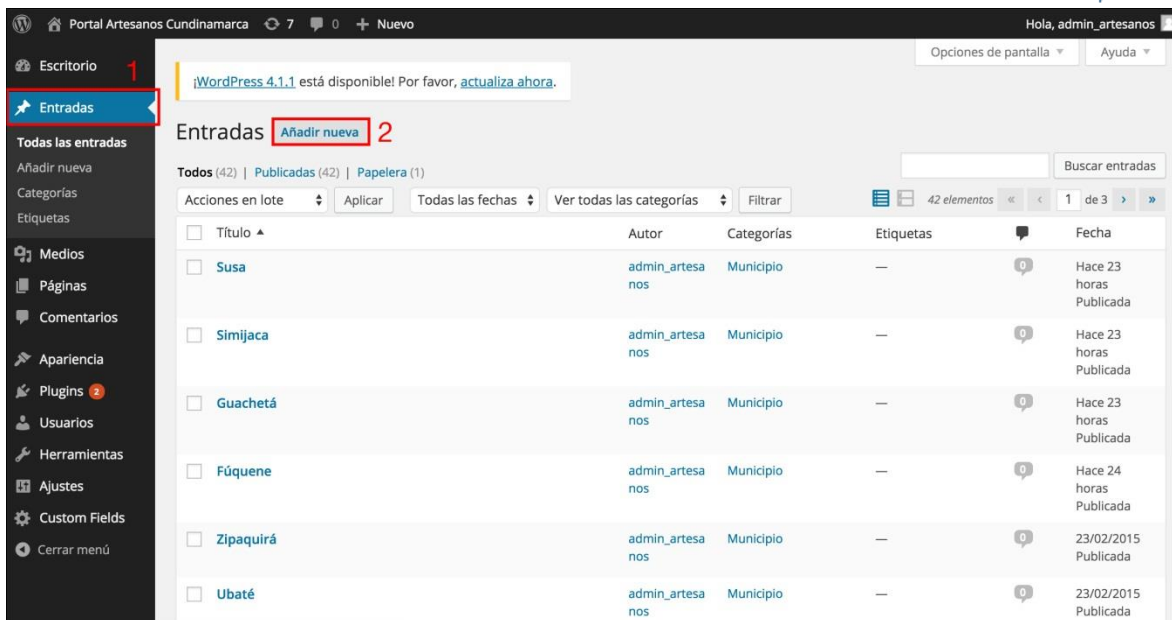 Portal Artesanos Cundinamarca 7 0 + Nuevo Hola, admin_artesanos
Opciones de pantalla Ayuda
Escritorio
1
¡WordPress 4.1.1 está disponible! Por favor, actualiza ahora.
Entradas
Todas las entradas
Añadir nueva
Categorías
Etiquetas
Medios
Páginas
Comentarios
Apariencia
Plugins 2
Usuarios
Herramientas
Ajustes
Custom Fields
Cerrar menú
Entradas Añadir nueva 2
Todos (42) | Publicadas (42) | Papelera (1) Buscar entradas
Acciones en lote Aplicar Todas las fechas Ver todas las categorías Filtrar 42 elementos « ‹ 1 de 3 › »
Título Autor Categorías Etiquetas Fecha
Susa admin_artesa Municipio — 0 Hace 23
nos horas
Publicada
Simijaca admin_artesa Municipio — 0 Hace 23
nos horas
Publicada
Guachetá admin_artesa Municipio — 0 Hace 23
nos horas
Publicada
Fúquene admin_artesa Municipio — 0 Hace 24
nos horas
Publicada
Zipaquirá admin_artesa Municipio — 0 23/02/2015
nos Publicada
Ubaté admin_artesa Municipio — 0 23/02/2015
nos Publicada